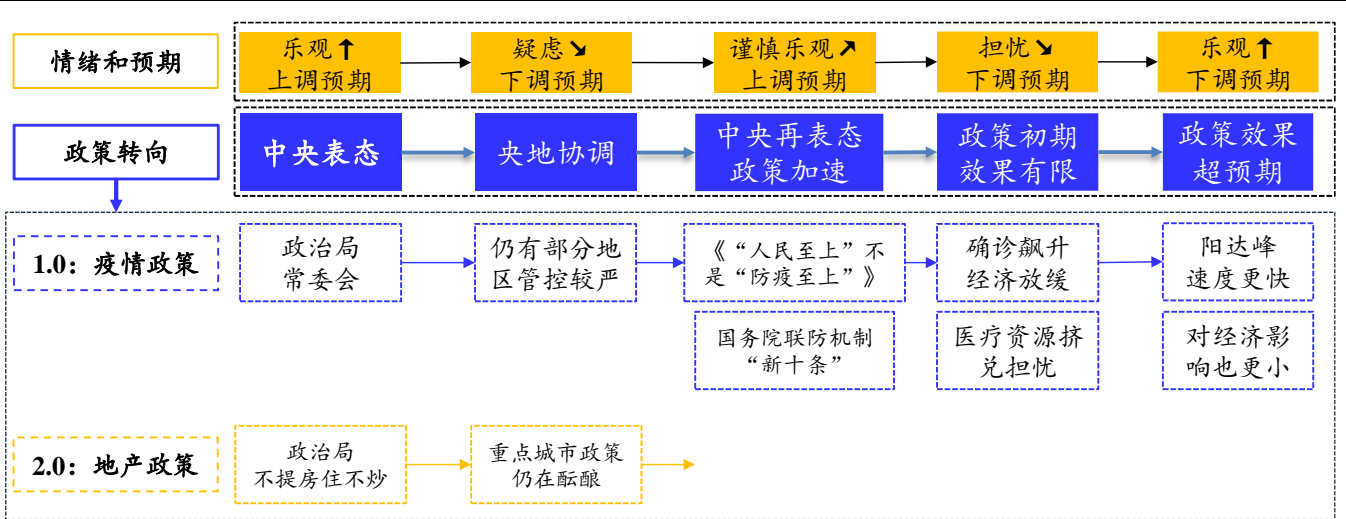 情绪和预期
乐观↑
上调预期
疑虑↘
下调预期
谨慎乐观↗
上调预期
担忧↘
下调预期
乐观↑
下调预期
政策转向
中央表态
央地协调
中央再表态
政策加速
政策初期
效果有限
政策效果
超预期
1.0：疫情政策
政治局
常委会
仍有部分地
区管控较严
《“人民至上”不
是“防疫至上”》
确诊飙升
经济放缓
阳达峰
速度更快
国务院联防机制
“新十条”
医疗资源挤
兑担忧
对经济影
响也更小
2.0：地产政策
政治局
不提房住不炒
重点城市政策
仍在酝酿